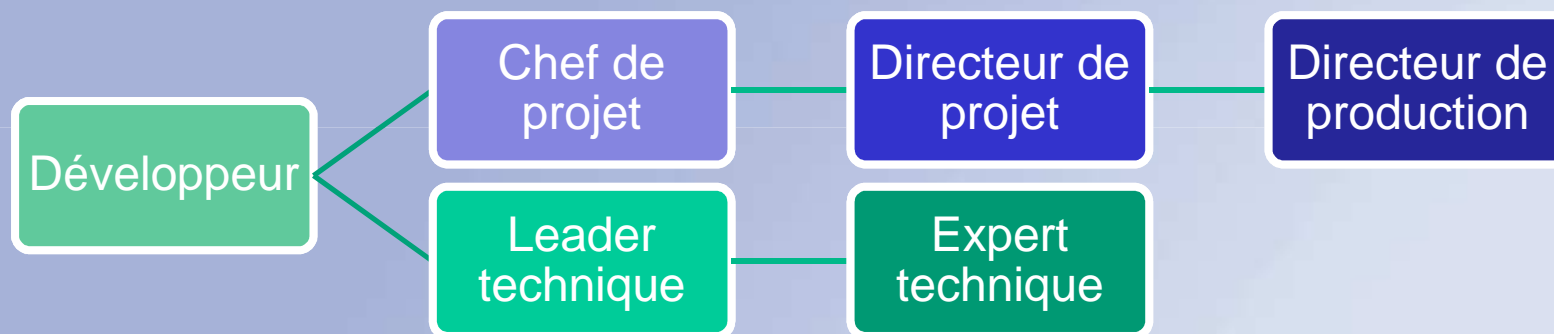 Développeur
Chef de
projet
Directeur de
projet
Directeur de
production
Leader
technique
Expert
technique